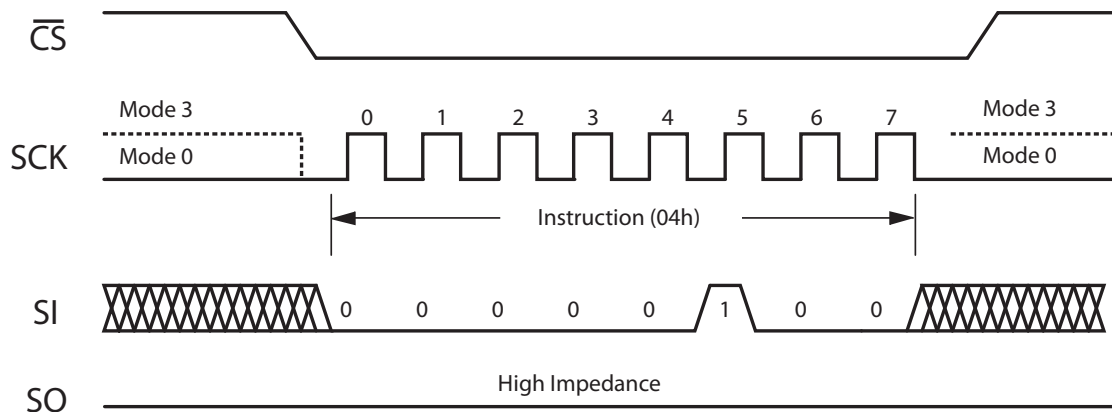 C̅S̅
Mode 3
Mode 3
0 1 2 3 4 5 6 7
SCK
Mode 0
Mode 0
Instruction (04h)
SI
0 0 0 0 0 1 0 0
High Impedance
SO